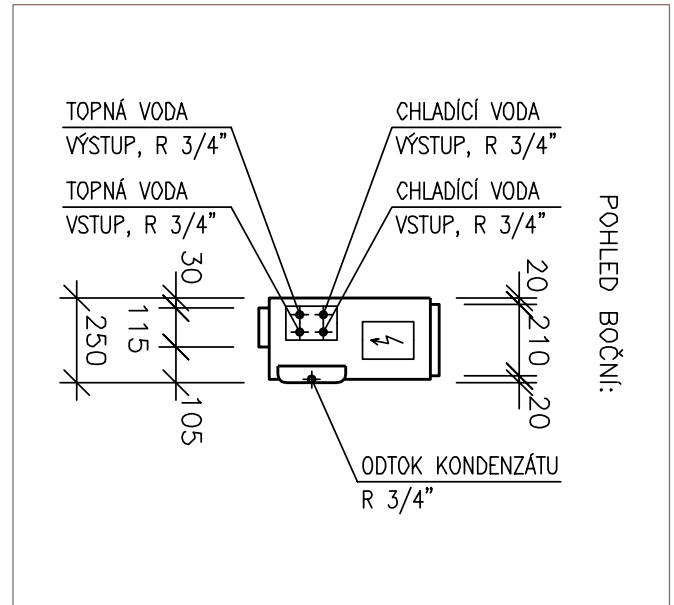 TOPNÁ VODA
VÝSTUP, R 3/4"
TOPNÁ VODA
VSTUP, R 3/4"
CHLADÍCÍ VODA
VÝSTUP, R 3/4"
CHLADÍCÍ VODA
VSTUP, R 3/4"
POHLED BOČNÍ:
30
115
250
105
20
210
20
ODTOK KONDENZÁTU
R 3/4"